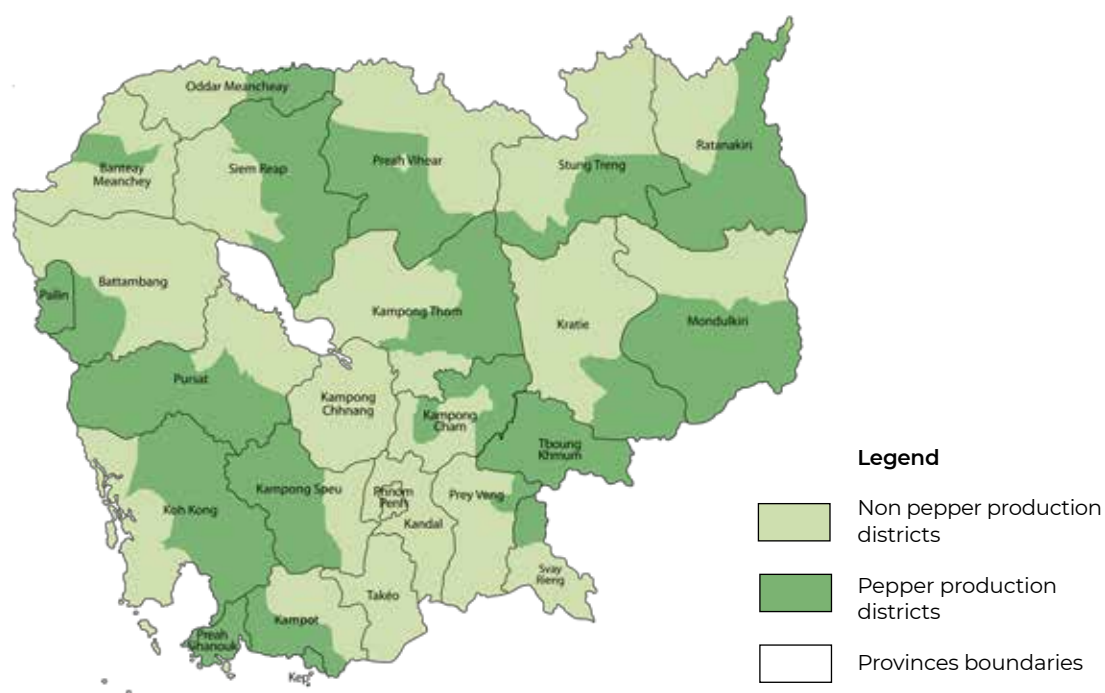 Oddar Meancheay
Ratanakiri
Preah Vihear
Stung Treng
Siem Reap
Banteay
Meanchey
Battambang
Pailin
Kampong Thom
Kratie
Mondulkiri
Pursat
Kampong
Chhnang
Kampong
Cham
Tboung
Khmum
Kampong Speu
Phnom
Penh
Prey Veng
Koh Kong
Kandal
Svay
Rieng
Takéo
Kampot
Preah
Sihanouk
Kep
Legend
Non pepper production
districts
Pepper production
districts
Provinces boundaries